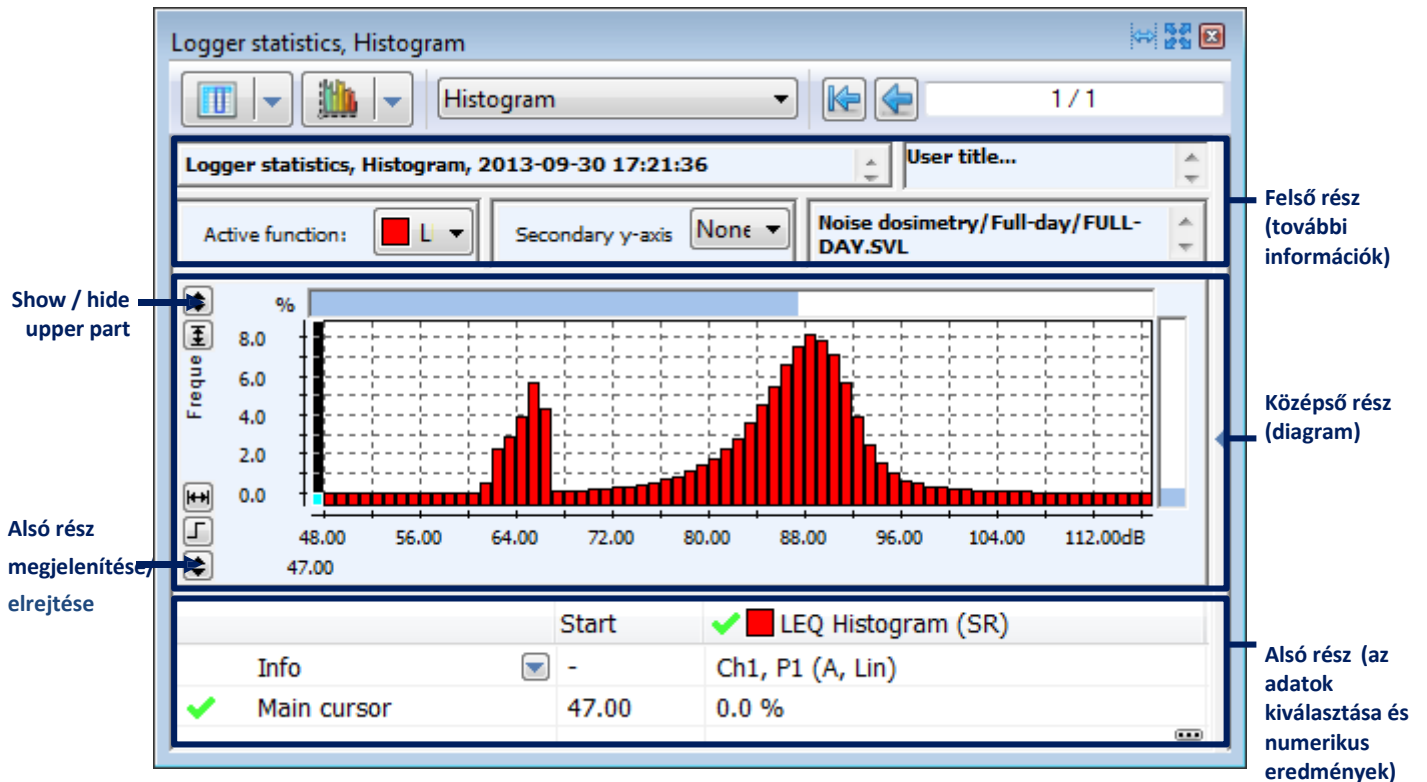 Logger statistics, Histogram
Histogram
1 / 1
Logger statistics, Histogram, 2013-09-30 17:21:36
User title...
Active function:
L
Secondary y-axis
None
Noise dosimetry/Full-day/FULL-
DAY.SVL
Felső rész
(további
információk)
Show / hide
upper part
%
8.0
6.0
4.0
2.0
0.0
Freque
48.00 56.00 64.00 72.00 80.00 88.00 96.00 104.00 112.00dB
47.00
Középső rész
(diagram)
Alsó rész
megjelenítése/
elrejtése
Start
LEQ Histogram (SR)
Info
-
Ch1, P1 (A, Lin)
Main cursor
47.00
0.0 %
Alsó rész (az
adatok
kiválasztása és
numerikus
eredmények)